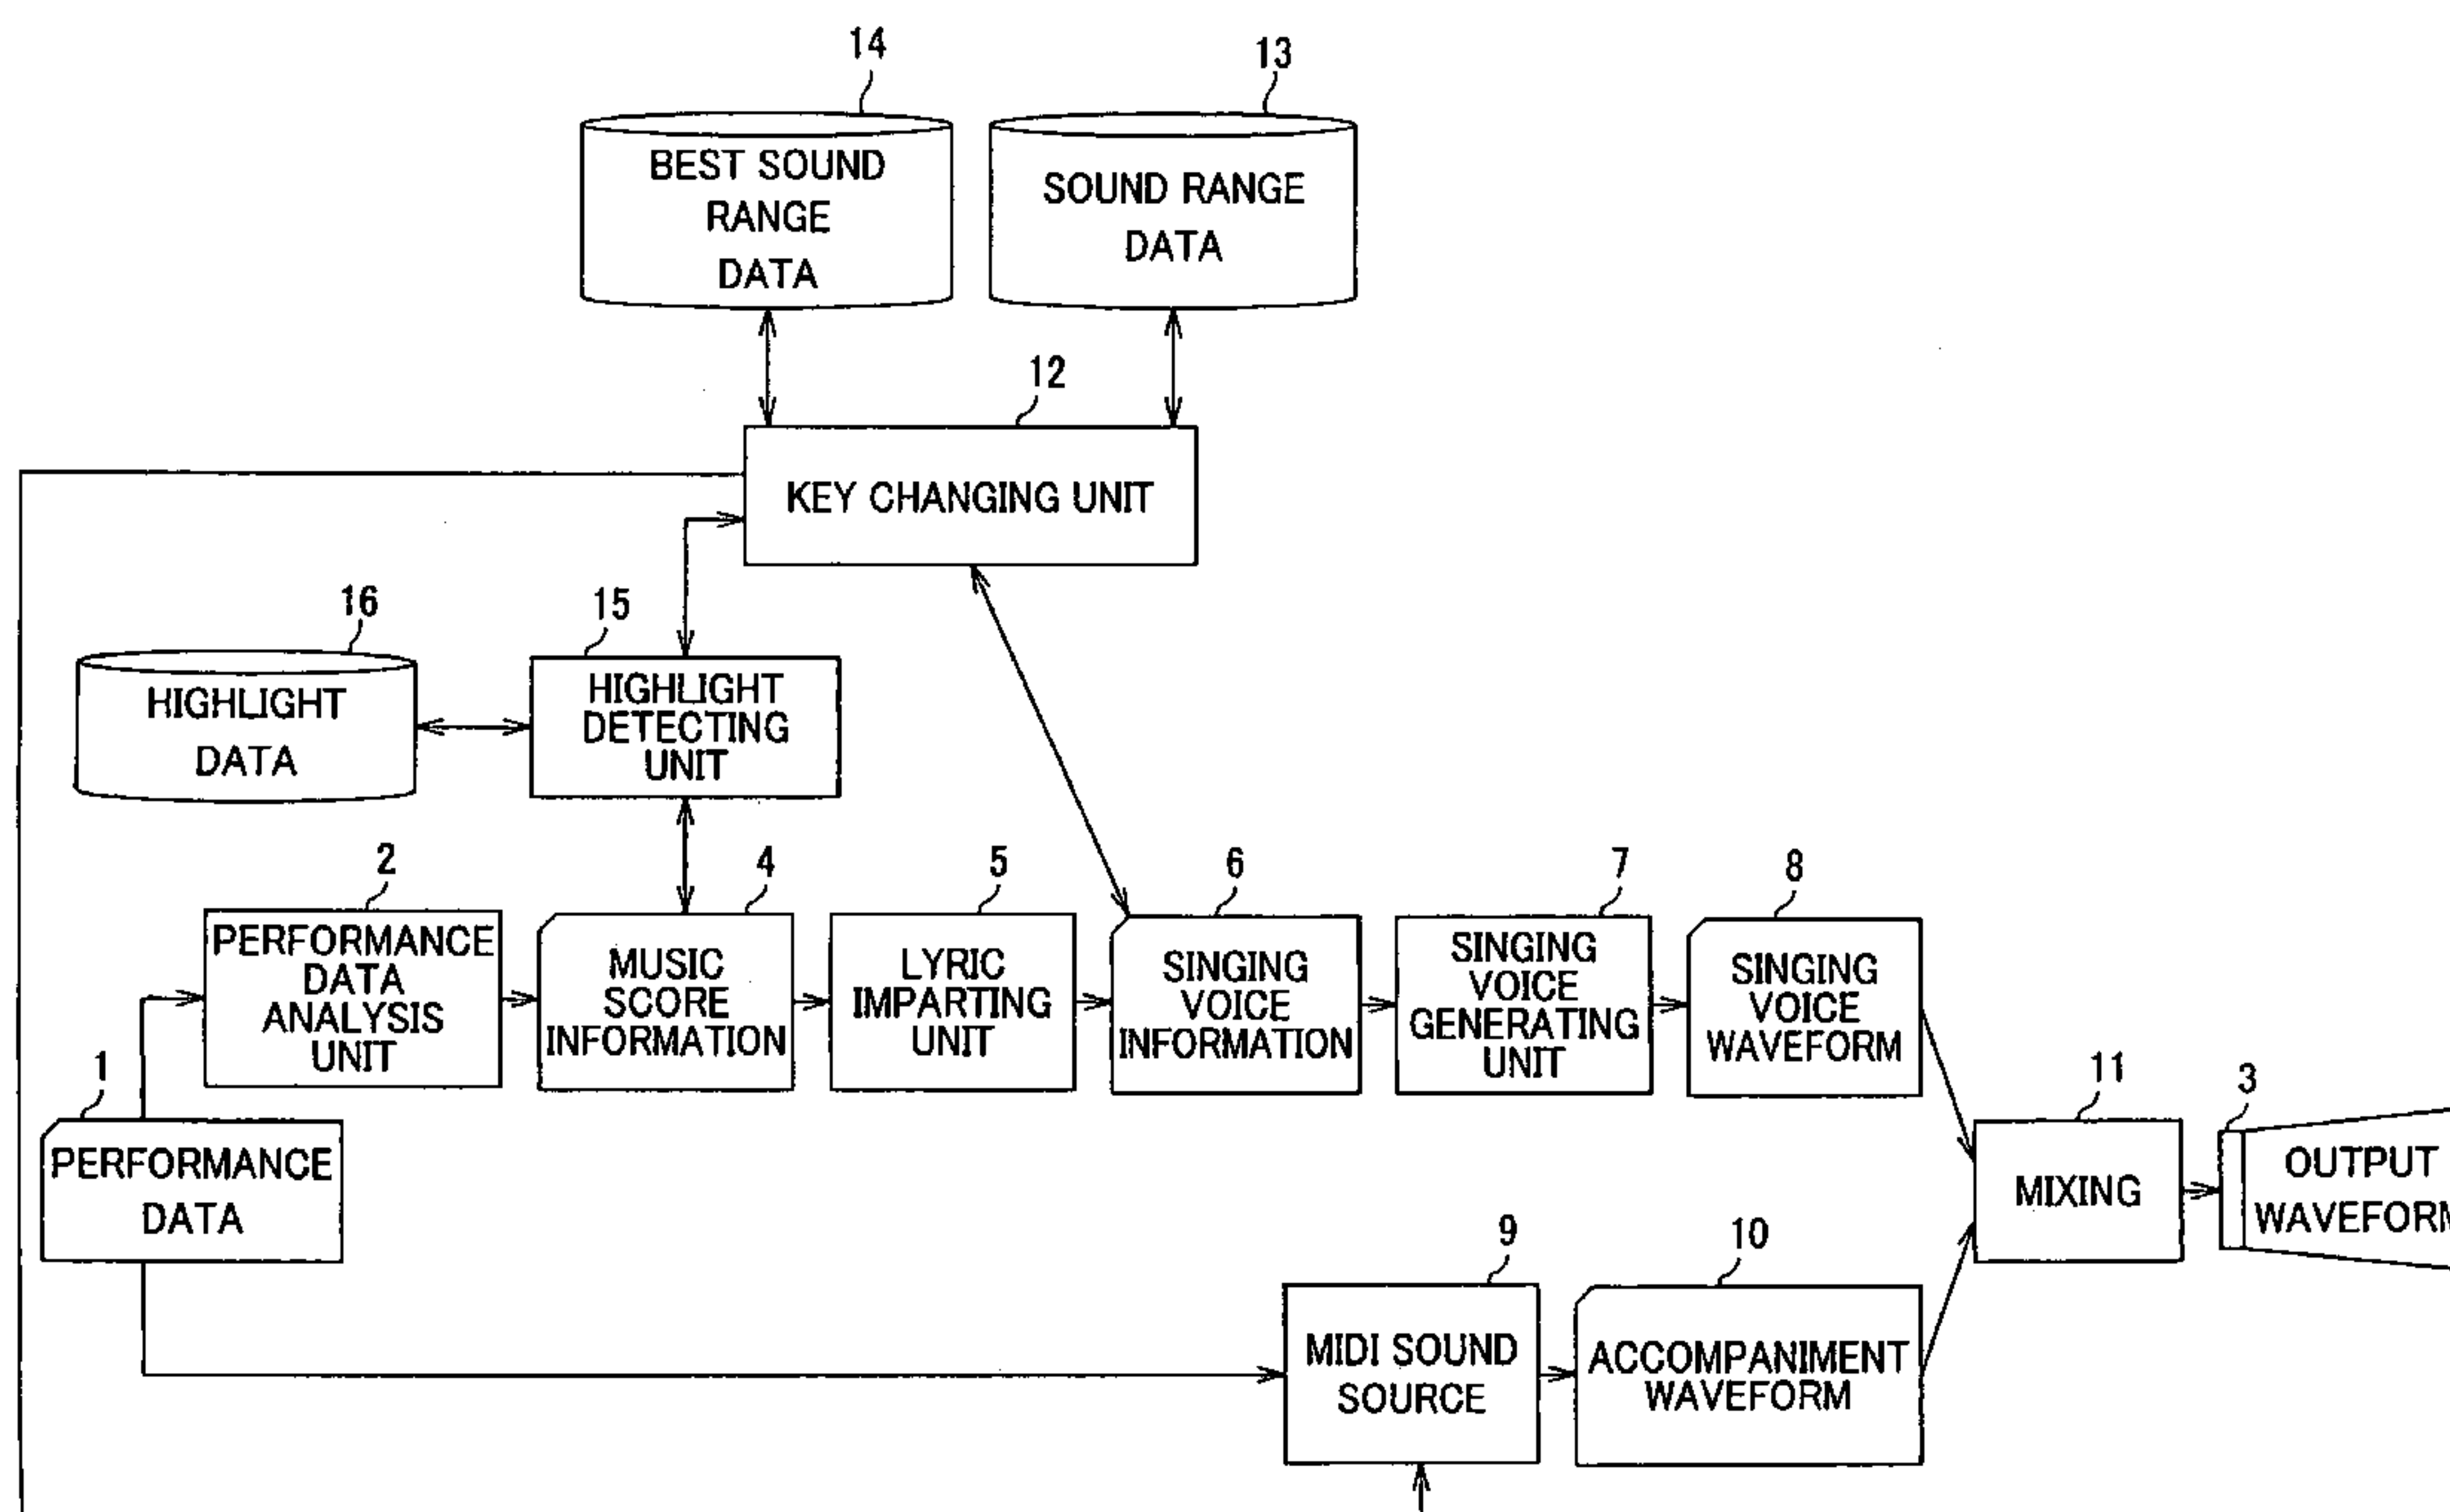 14
BEST SOUND
RANGE
DATA
13
SOUND RANGE
DATA
12
KEY CHANGING UNIT
16
HIGHLIGHT
DATA
15
HIGHLIGHT
DETECTING
UNIT
2
PERFORMANCE
DATA
ANALYSIS
UNIT
4
MUSIC
SCORE
INFORMATION
5
LYRIC
IMPARTING
UNIT
6
SINGING
VOICE
INFORMATION
7
SINGING
VOICE
GENERATING
UNIT
8
SINGING
VOICE
WAVEFORM
1
PERFORMANCE
DATA
11
MIXING
3
OUTPUT
WAVEFORM
9
MIDI SOUND
SOURCE
10
ACCOMPANIMENT
WAVEFORM